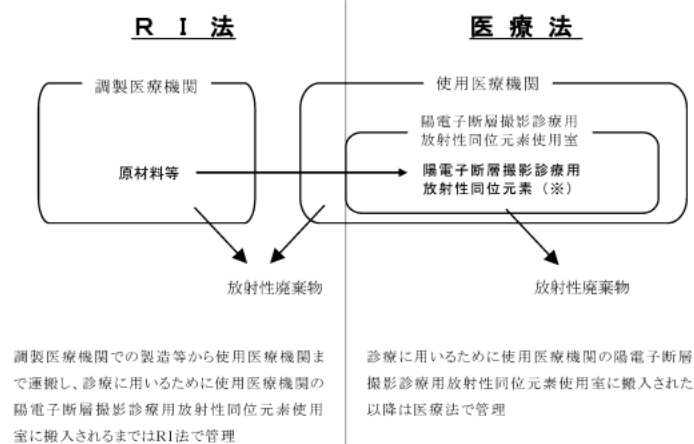 RI法
医療法
調製医療機関
使用医療機関
陽電子断層撮影診療用
放射性同位元素使用室
原材料等
陽電子断層撮影診療用
放射性同位元素(※)
放射性廃棄物
放射性廃棄物
調製医療機関での製造等から使用医療機関ま
で運搬し、診療に用いるために使用医療機関の
陽電子断層撮影診療用放射性同位元素使用
室に搬入されるまではRI法で管理
診療に用いるために使用医療機関の陽電子断層
撮影診療用放射性同位元素使用室に搬入された
以降は医療法で管理